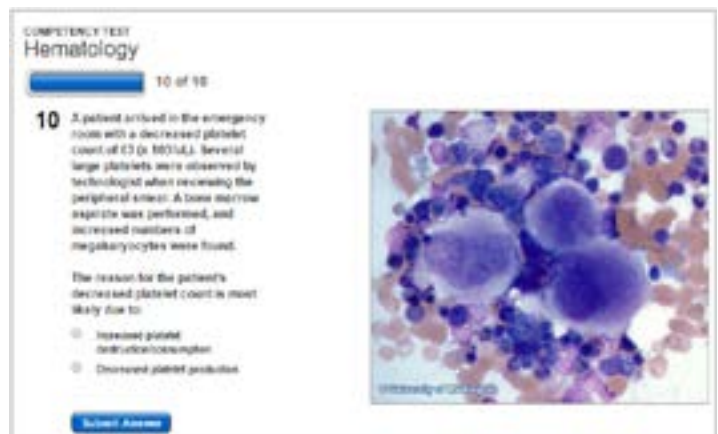 COMPETENCY TEST
Hematology
10 of 10
10 A patient arrived in the emergency
room with a decreased platelet
count of (x 103/uL). Several
large platelets were observed by
technologist when reviewing the
peripheral smear. A bone marrow
aspirate was performed, and
increased numbers of
megakaryocytes were found.
The reason for the patient's
decreased platelet count is most
likely due to:
Increased platelet
destruction/consumption
Decreased platelet production
Submit Answer